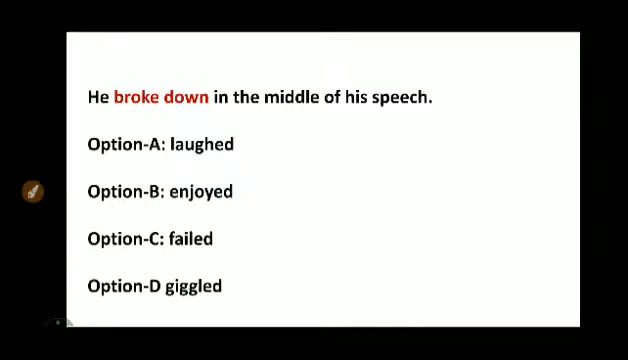 He broke down in the middle of his speech.
Option-A: laughed
Option-B: enjoyed
Option-C: failed
Option-D giggled